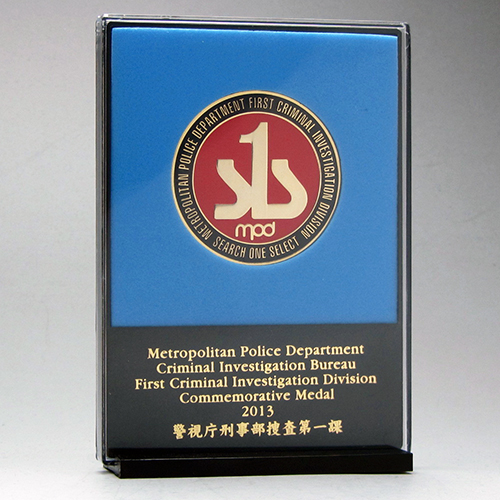 METROPOLITAN POLICE DEPARTMENT FIRST CRIMINAL INVESTIGATION DIVISION
S1S
mpd
SEARCH ONE SELECT
Metropolitan Police Department
Criminal Investigation Bureau
First Criminal Investigation Division
Commemorative Medal
2013
警視庁刑事部捜査第一課